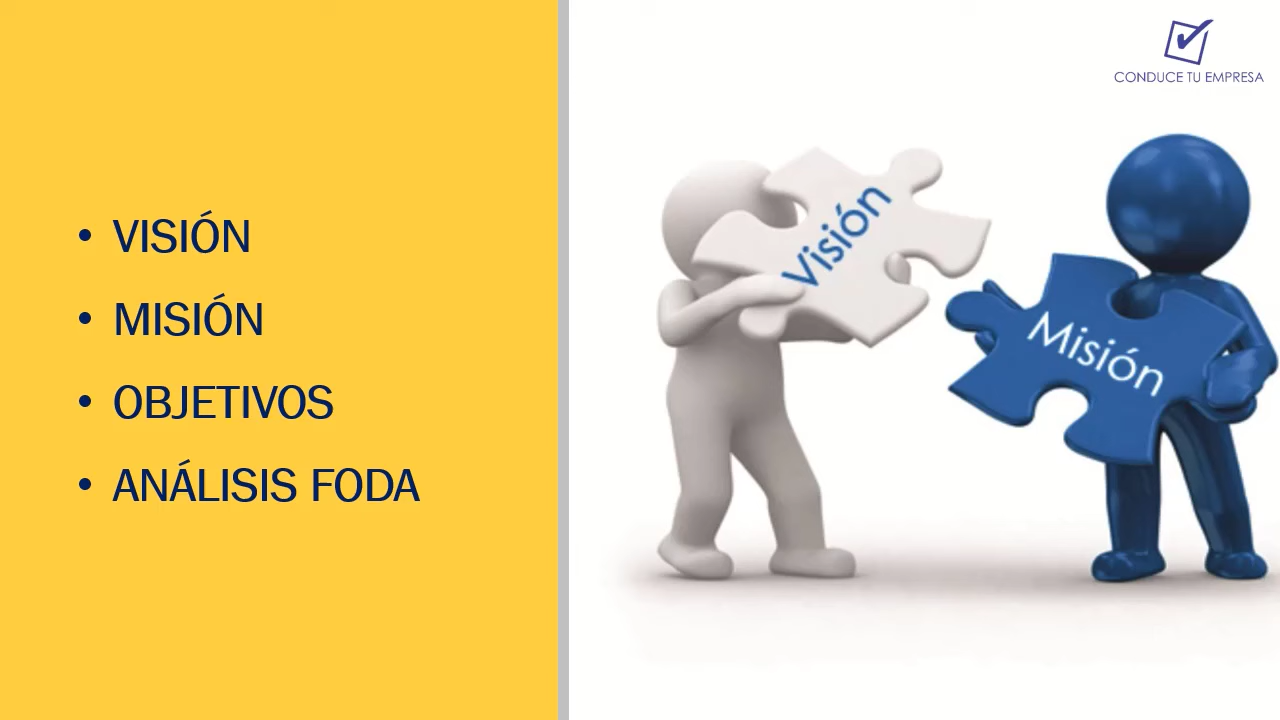 CONDUCE TU EMPRESA
• VISIÓN
• MISIÓN
• OBJETIVOS
• ANÁLISIS FODA
Visión
Misión